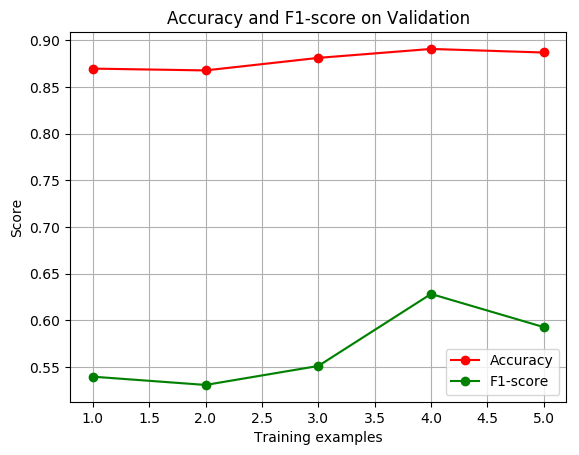 Accuracy and F1-score on Validation
0.90
0.85
0.80
0.75
0.70
0.65
0.60
0.55
Score
Accuracy
F1-score
1.0 1.5 2.0 2.5 3.0 3.5 4.0 4.5 5.0
Training examples